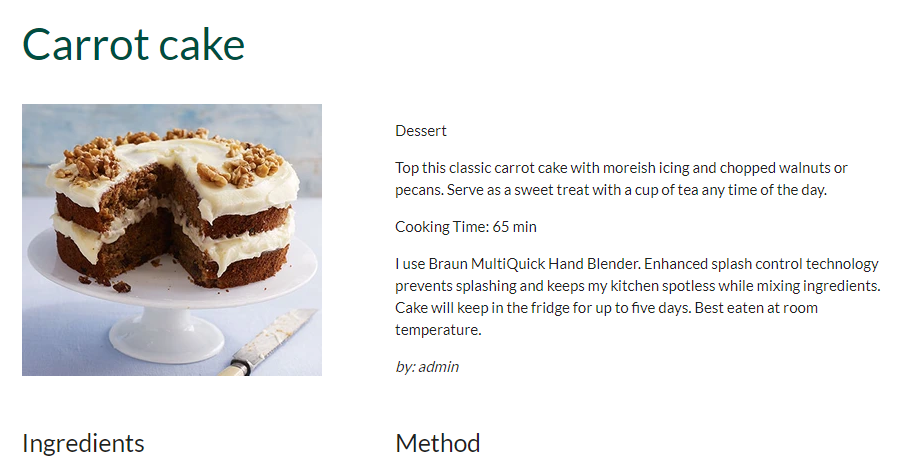 Carrot cake
Dessert
Top this classic carrot cake with moreish icing and chopped walnuts or
pecans. Serve as a sweet treat with a cup of tea any time of the day.
Cooking Time: 65 min
I use Braun MultiQuick Hand Blender. Enhanced splash control technology
prevents splashing and keeps my kitchen spotless while mixing ingredients.
Cake will keep in the fridge for up to five days. Best eaten at room
temperature.
by: admin
Ingredients
Method